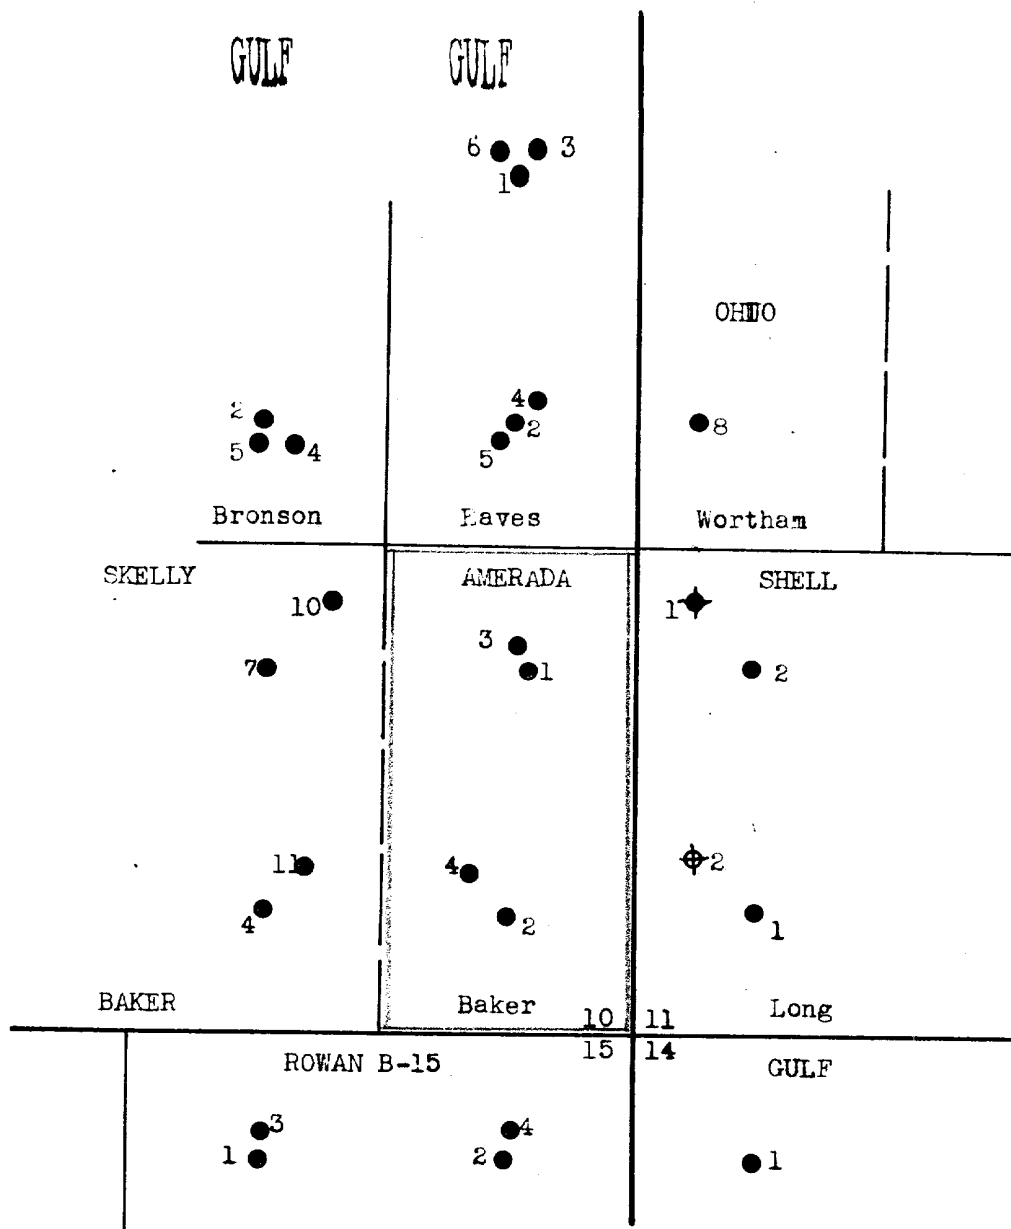 GULF GULF
6 3
1
OHIO
4
2 2 8
5 4 5
Bronson Eaves Wortham
SKELLY AMERADA SHELL
10 1
3
7 1 2
11 4 2
4 2 1
BAKER Baker Long
10 11
15 14
ROWAN B-15 GULF
3 4
1 2 1